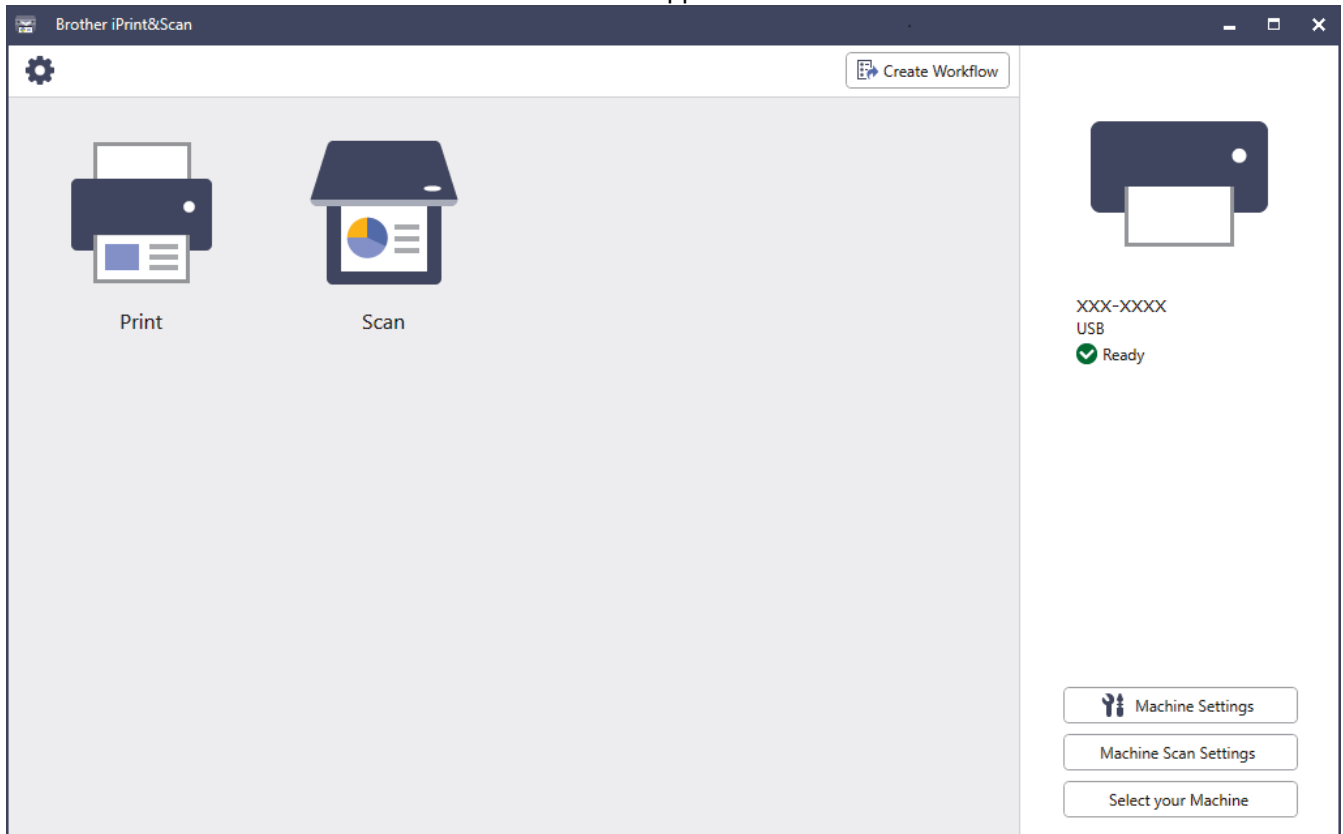 Brother iPrint&Scan
Create Workflow
Print
Scan
XXX-XXXX
USB
Ready
Machine Settings
Machine Scan Settings
Select your Machine